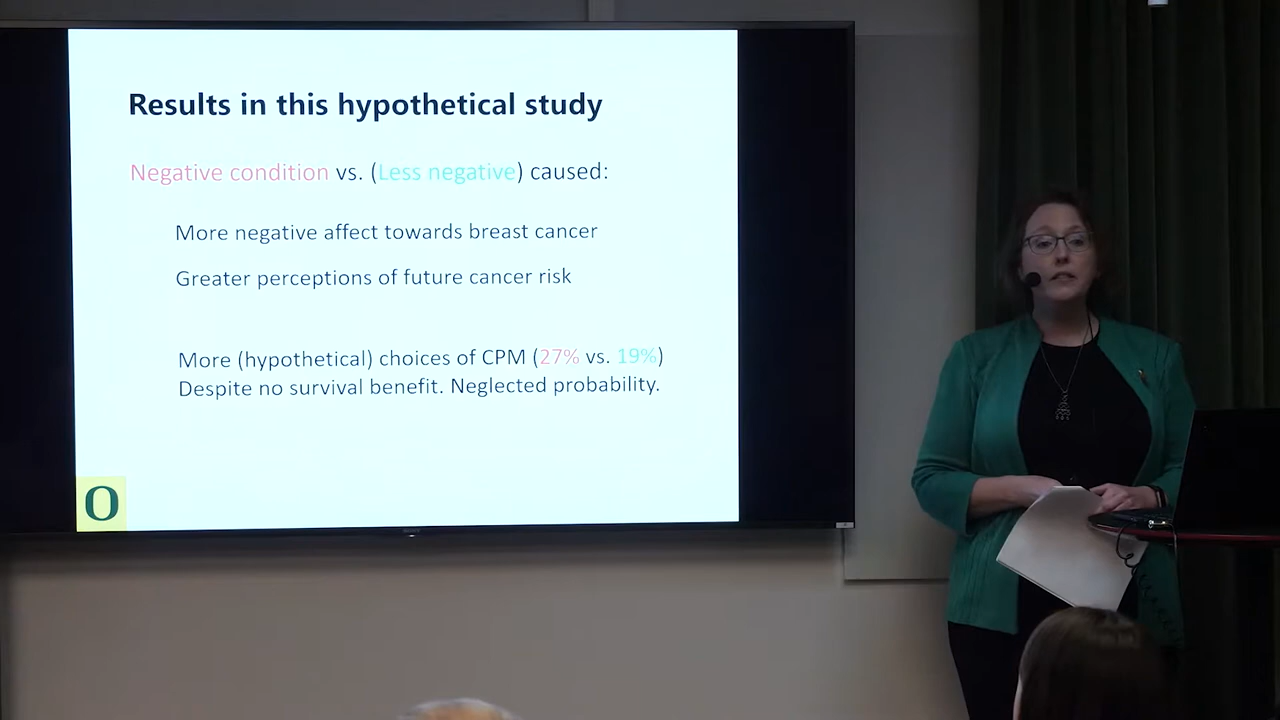 Results in this hypothetical study
Negative condition vs. (Less negative) caused:
More negative affect towards breast cancer
Greater perceptions of future cancer risk
More (hypothetical) choices of CPM (27% vs. 19%)
Despite no survival benefit. Neglected probability.
O